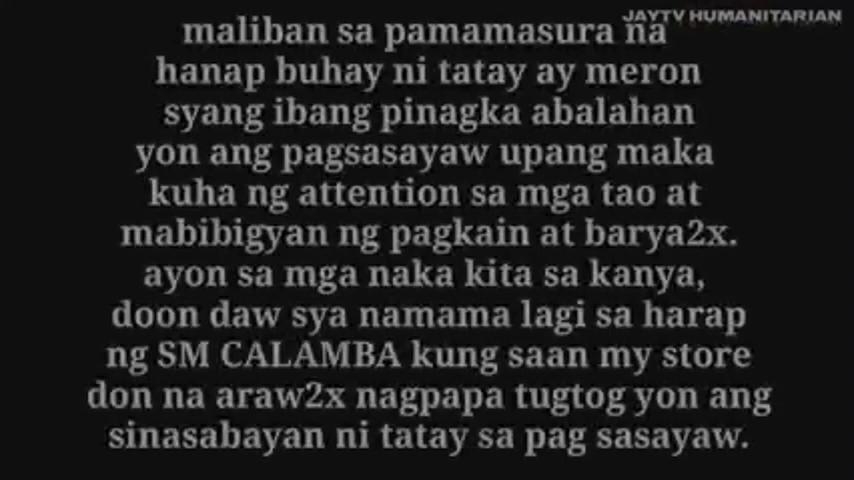 JAYTV HUMANITARIAN
maliban sa pamamasura na
hanap buhay ni tatay ay meron
syang ibang pinagka abalahan
yon ang pagsasayaw upang maka
kuha ng attention sa mga tao at
mabibigyan ng pagkain at barya2x.
ayon sa mga naka kita sa kanya,
doon daw sya namama lagi sa harap
ng SM CALAMBA kung saan my store
don na araw2x nagpapa tugtog yon ang
sinasabayan ni tatay sa pag sasayaw.